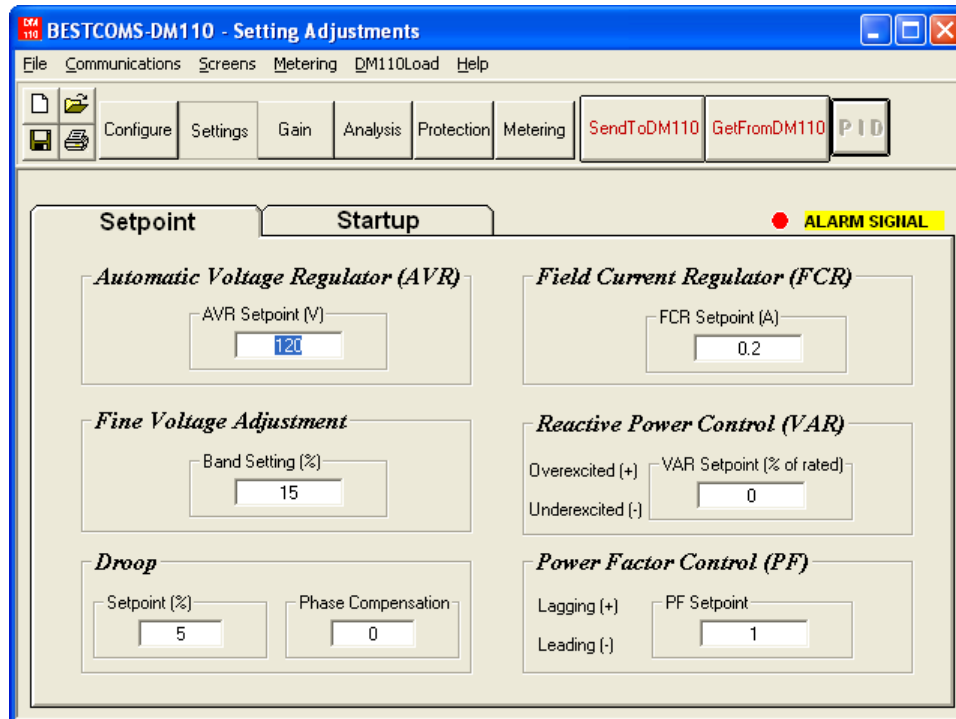 DM
110
BESTCOMS-DM110 - Setting Adjustments
File Communications Screens Metering DM110Load Help
Configure Settings Gain Analysis Protection Metering SendToDM110 GetFromDM110 PID
Setpoint Startup ALARM SIGNAL
Automatic Voltage Regulator (AVR)
AVR Setpoint (V)
120
Field Current Regulator (FCR)
FCR Setpoint (A)
0.2
Fine Voltage Adjustment
Band Setting (%)
15
Reactive Power Control (VAR)
Overexcited (+)
Underexcited (-)
VAR Setpoint (% of rated)
0
Droop
Setpoint (%)
5
Phase Compensation
0
Power Factor Control (PF)
Lagging (+)
Leading (-)
PF Setpoint
1